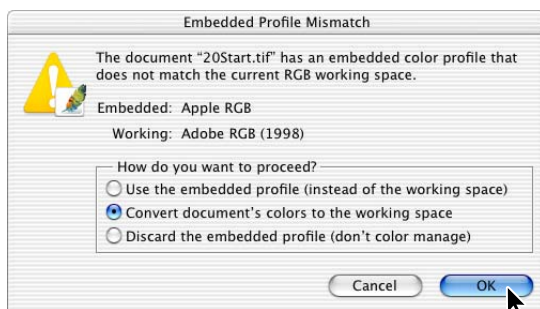 Embedded Profile Mismatch
The document “20Start.tif” has an embedded color profile that
does not match the current RGB working space.
Embedded: Apple RGB
Working: Adobe RGB (1998)
How do you want to proceed?
Use the embedded profile (instead of the working space)
Convert document’s colors to the working space
Discard the embedded profile (don’t color manage)
Cancel OK